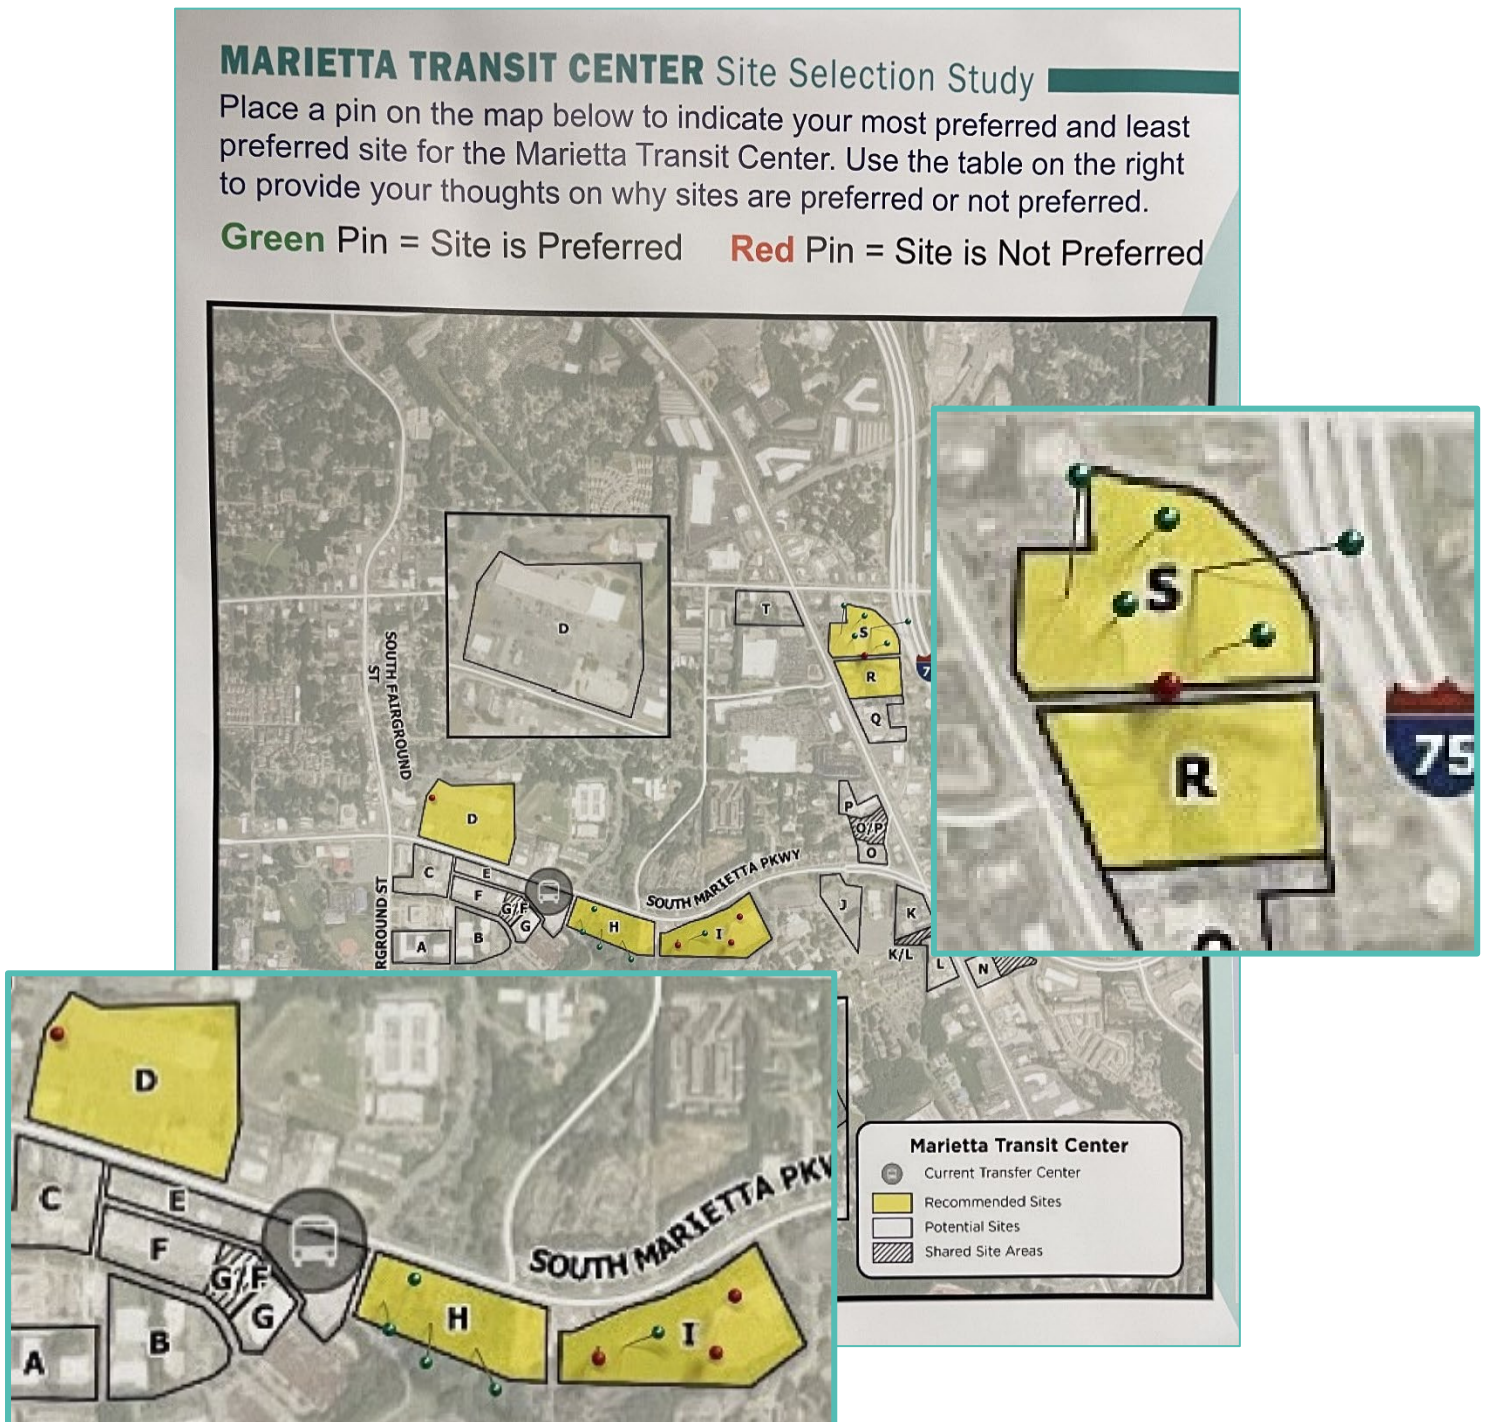 MARIETTA TRANSIT CENTER Site Selection Study
Place a pin on the map below to indicate your most preferred and least
preferred site for the Marietta Transit Center. Use the table on the right
to provide your thoughts on why sites are preferred or not preferred.
Green Pin = Site is Preferred Red Pin = Site is Not Preferred
D
T
S
R
Q
7
SOUTH FAIRGROUND
ST
D
P
O/P
O
C
E
F
G/F
G
A
B
H
I
SOUTH MARIETTA PKWY
RGROUND ST
J
K
K/L
L
N
S
R
Q
75
D
C
E
F
G/F
G
B
A
H
I
SOUTH MARIETTA PKW
Marietta Transit Center
Current Transfer Center
Recommended Sites
Potential Sites
Shared Site Areas